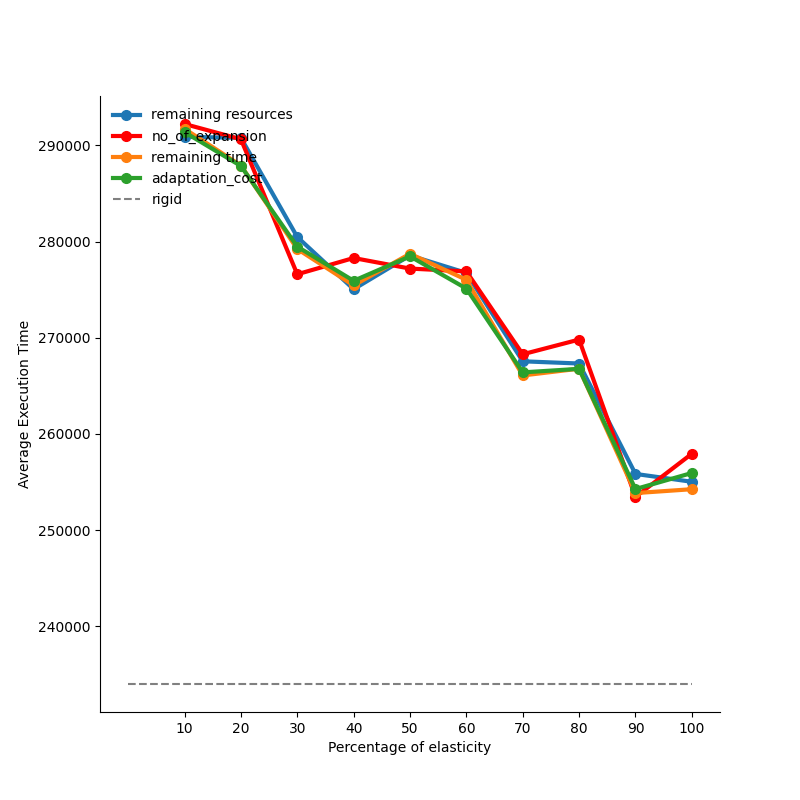 remaining resources
no_of_expansion
remaining time
adaptation_cost
rigid
290000
280000
270000
260000
250000
240000
Average Execution Time
10 20 30 40 50 60 70 80 90 100
Percentage of elasticity